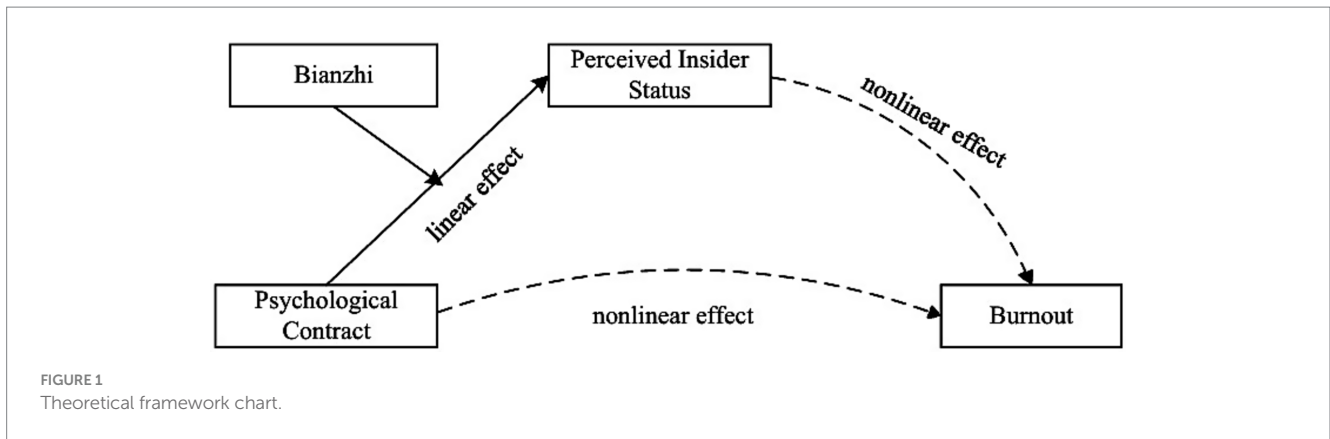 Bianzhi
Perceived Insider
Status
nonlinear effect
linear effect
Psychological
Contract
nonlinear effect
Burnout
FIGURE 1
Theoretical framework chart.